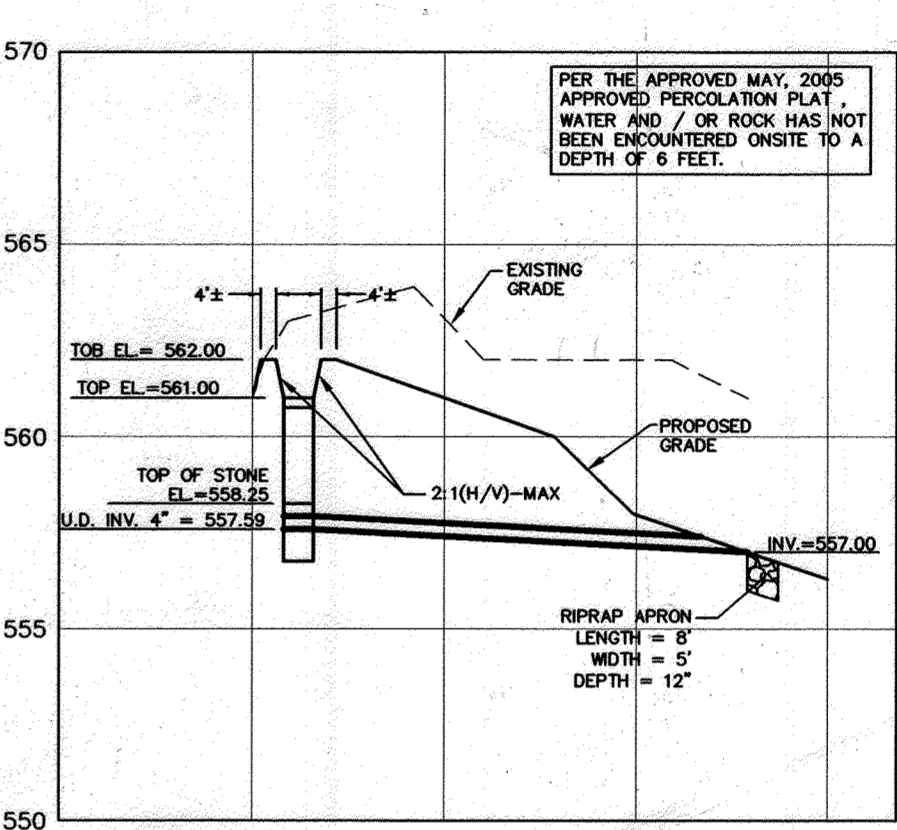 570
PER THE APPROVED MAY, 2005
APPROVED PERCOLATION PLAT ,
WATER AND / OR ROCK HAS NOT
BEEN ENCOUNTERED ONSITE TO A
DEPTH OF 6 FEET.
565
EXISTING
GRADE
4'±
4'±
TOB EL.= 562.00
TOP EL.=561.00
560
PROPOSED
GRADE
TOP OF STONE
EL.=558.25
2:1(H/V)-MAX
U.D. INV. 4" = 557.59
INV.=557.00
555
RIPRAP APRON
LENGTH = 8'
WIDTH = 5'
DEPTH = 12"
550